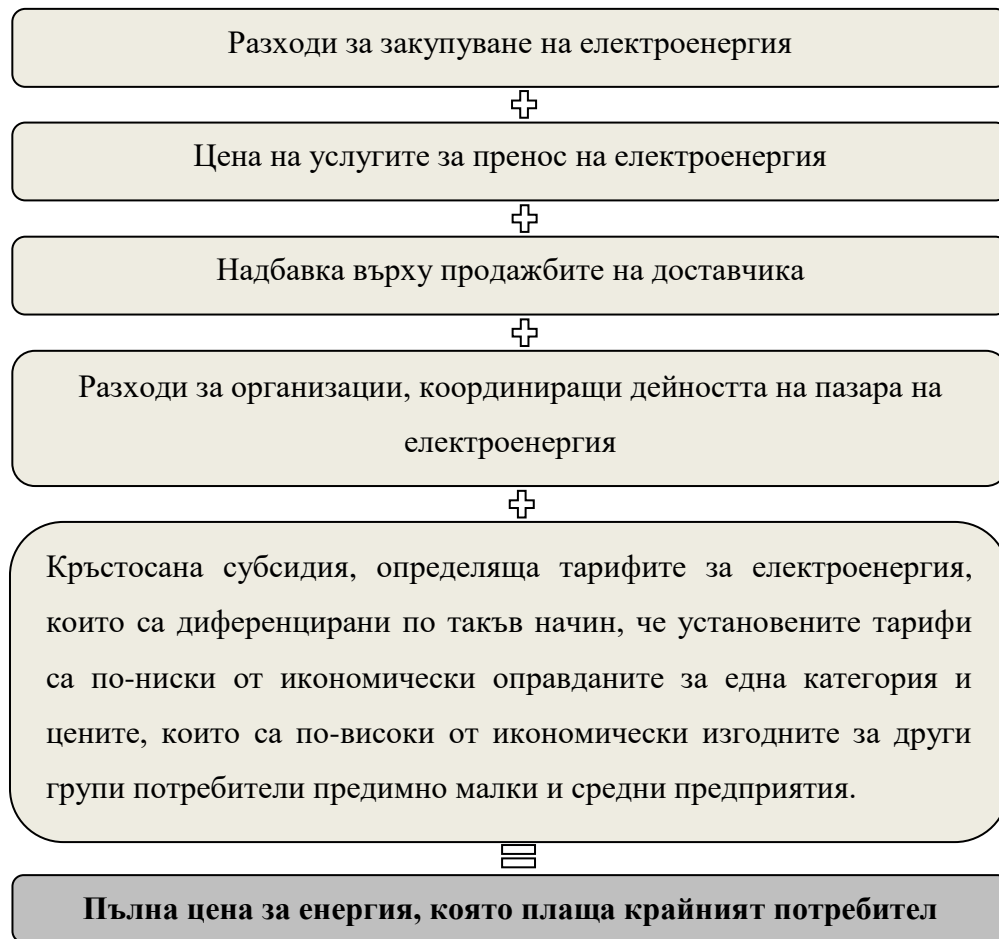 Разходи за закупуване на електроенергия
Цена на услугите за пренос на електроенергия
Надбавка върху продажбите на доставчика
Разходи за организации, координиращи дейността на пазара на
електроенергия
Кръстосана субсидия, определяща тарифите за електроенергия,
които са диференцирани по такъв начин, че установените тарифи
са по-ниски от икономически оправданите за една категория и
цените, които са по-високи от икономически изгодните за други
групи потребители предимно малки и средни предприятия.
Пълна цена за енергия, която плаща крайният потребител